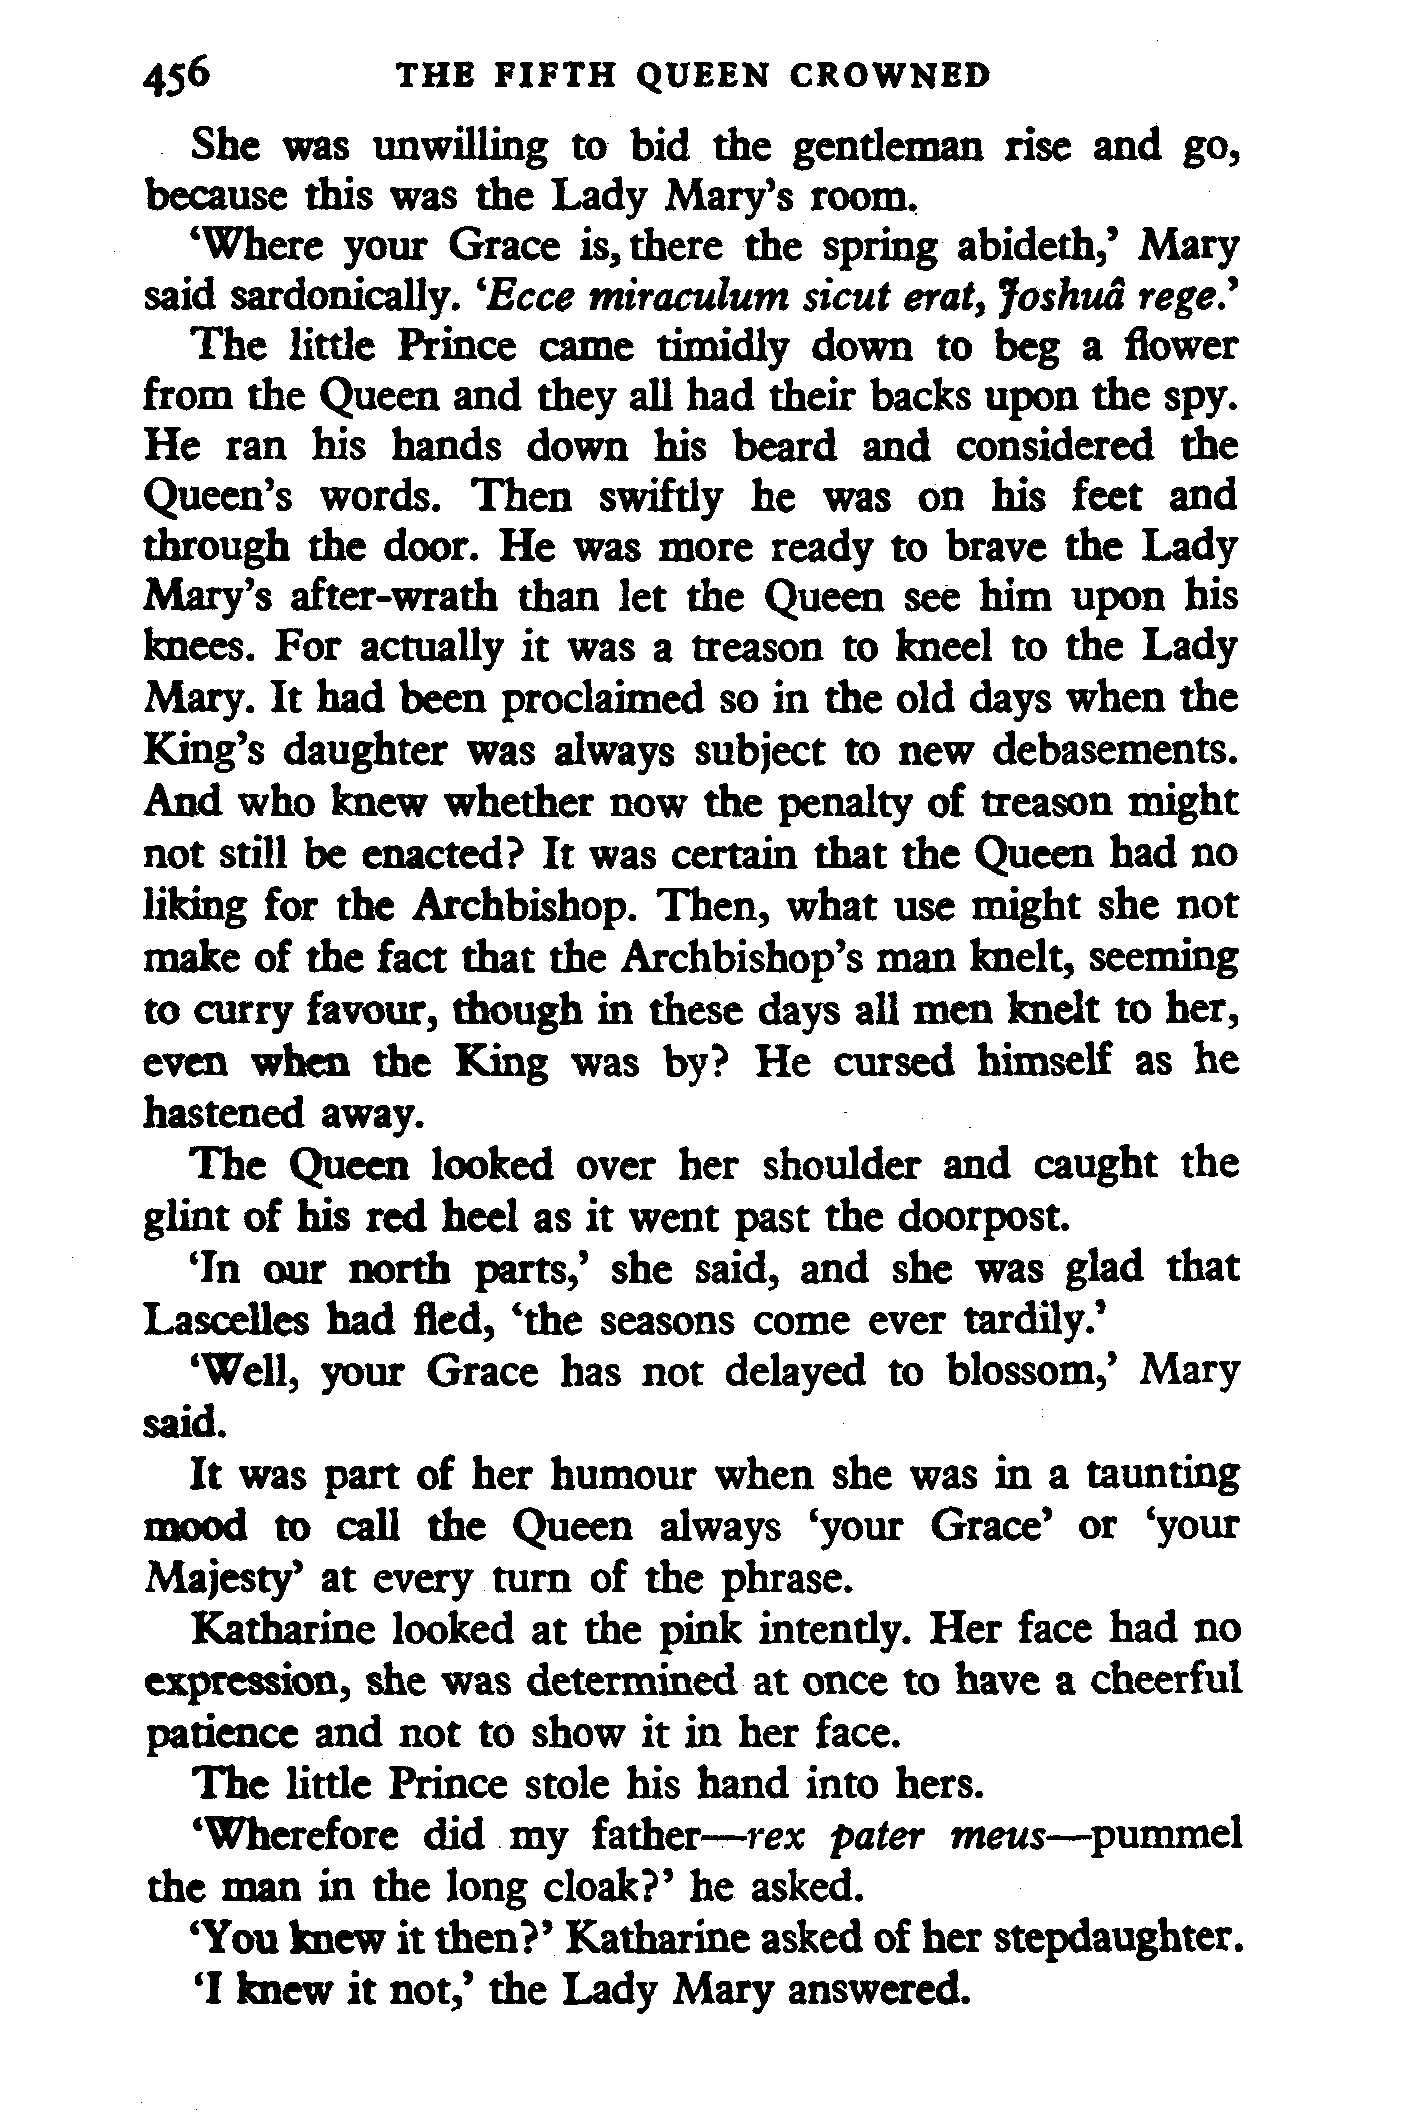 456 THE FIFTH QUEEN CROWNED
She was unwilling to bid the gentleman rise and go,
because this was the Lady Mary's room.
‘Where your Grace is, there the spring abideth,’ Mary
said sardonically. ‘Ecce miraculum sicut erat, Joshuâ rege.’
The little Prince came timidly down to beg a flower
from the Queen and they all had their backs upon the spy.
He ran his hands down his beard and considered the
Queen's words. Then swiftly he was on his feet and
through the door. He was more ready to brave the Lady
Mary's after-wrath than let the Queen see him upon his
knees. For actually it was a treason to kneel to the Lady
Mary. It had been proclaimed so in the old days when the
King's daughter was always subject to new debasements.
And who knew whether now the penalty of treason might
not still be enacted? It was certain that the Queen had no
liking for the Archbishop. Then, what use might she not
make of the fact that the Archbishop's man knelt, seeming
to curry favour, though in these days all men knelt to her,
even when the King was by? He cursed himself as he
hastened away.
The Queen looked over her shoulder and caught the
glint of his red heel as it went past the doorpost.
‘In our north parts,’ she said, and she was glad that
Lascelles had fled, ‘the seasons come ever tardily.’
‘Well, your Grace has not delayed to blossom,’ Mary
said.
It was part of her humour when she was in a taunting
mood to call the Queen always ‘your Grace’ or ‘your
Majesty’ at every turn of the phrase.
Katharine looked at the pink intently. Her face had no
expression, she was determined at once to have a cheerful
patience and not to show it in her face.
The little Prince stole his hand into hers.
‘Wherefore did my father—rex pater meus—pummel
the man in the long cloak?’ he asked.
‘You knew it then?’ Katharine asked of her stepdaughter.
‘I knew it not,’ the Lady Mary answered.